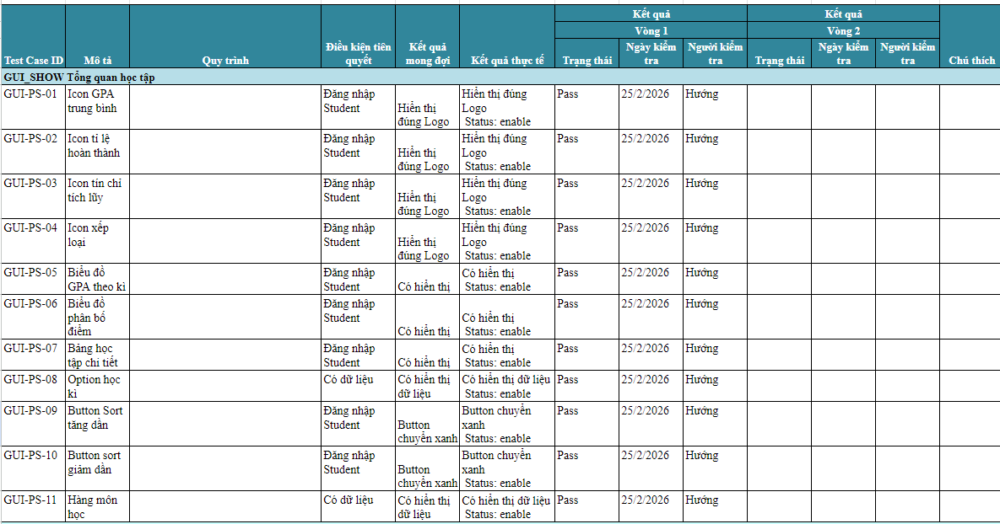 Kết quả Kết quả
Vòng 1 Vòng 2
Test Case ID Mô tả Quy trình Điều kiện tiên quyết Kết quả mong đợi Kết quả thực tế Trạng thái Ngày kiểm tra Người kiểm tra Trạng thái Ngày kiểm tra Người kiểm tra Chú thích
GUI_SHOW Tổng quan học tập
GUI-PS-01 Icon GPA trung bình Đăng nhập Student Hiển thị đúng Logo Hiển thị đúng Logo Status: enable Pass 25/2/2026 Hướng
GUI-PS-02 Icon tỉ lệ hoàn thành Đăng nhập Student Hiển thị đúng Logo Hiển thị đúng Logo Status: enable Pass 25/2/2026 Hướng
GUI-PS-03 Icon tín chỉ tích lũy Đăng nhập Student Hiển thị đúng Logo Hiển thị đúng Logo Status: enable Pass 25/2/2026 Hướng
GUI-PS-04 Icon xếp loại Đăng nhập Student Hiển thị đúng Logo Hiển thị đúng Logo Status: enable Pass 25/2/2026 Hướng
GUI-PS-05 Biểu đồ GPA theo kì Đăng nhập Student Có hiển thị Có hiển thị Status: enable Pass 25/2/2026 Hướng
GUI-PS-06 Biểu đồ phân bố điểm Đăng nhập Student Có hiển thị Có hiển thị Status: enable Pass 25/2/2026 Hướng
GUI-PS-07 Bảng học tập chi tiết Đăng nhập Student Có hiển thị Có hiển thị Status: enable Pass 25/2/2026 Hướng
GUI-PS-08 Option học kì Có dữ liệu Có hiển thị dữ liệu Có hiển thị dữ liệu Status: enable Pass 25/2/2026 Hướng
GUI-PS-09 Button Sort tăng dần Đăng nhập Student Button chuyển xanh Button chuyển xanh Status: enable Pass 25/2/2026 Hướng
GUI-PS-10 Button sort giảm dần Đăng nhập Student Button chuyển xanh Button chuyển xanh Status: enable Pass 25/2/2026 Hướng
GUI-PS-11 Hàng môn học Có dữ liệu Có hiển thị dữ liệu Có hiển thị dữ liệu Status: enable Pass 25/2/2026 Hướng